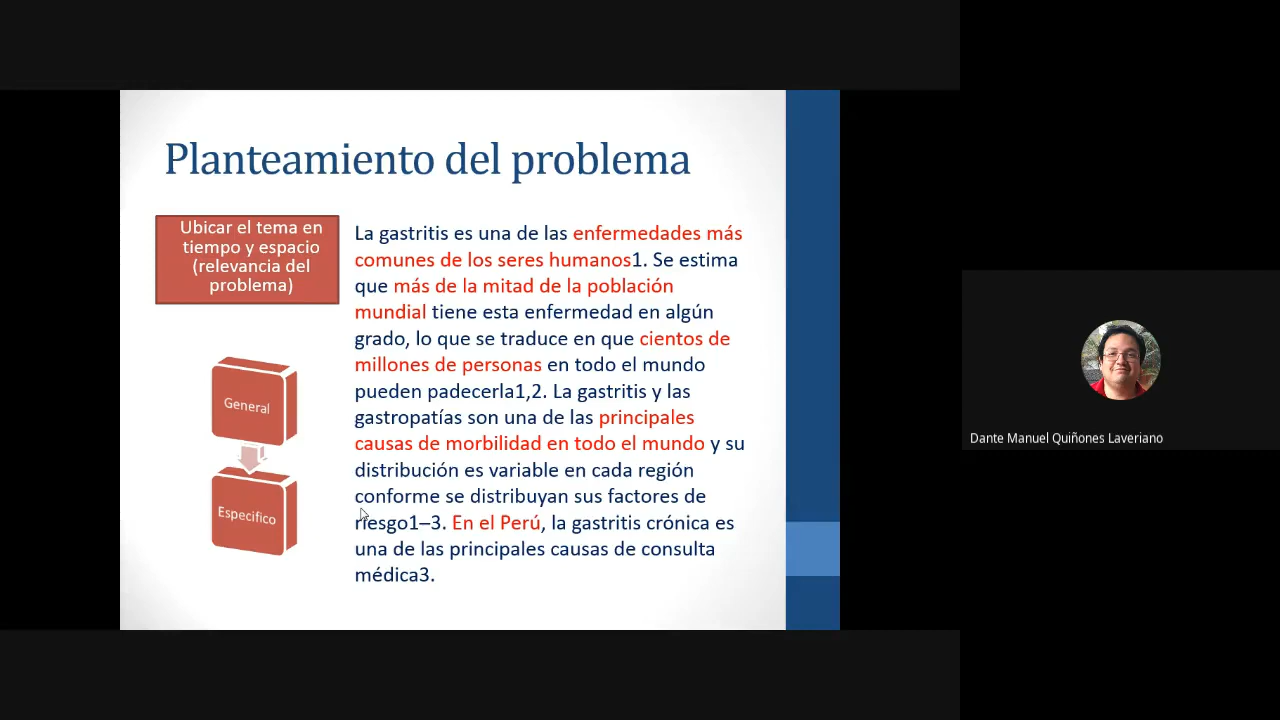 Planteamiento del problema
Ubicar el tema en
tiempo y espacio
(relevancia del
problema)
General
Especifico
La gastritis es una de las enfermedades más
comunes de los seres humanos1. Se estima
que más de la mitad de la población
mundial tiene esta enfermedad en algún
grado, lo que se traduce en que cientos de
millones de personas en todo el mundo
pueden padecerla1,2. La gastritis y las
gastropatías son una de las principales
causas de morbilidad en todo el mundo y su
distribución es variable en cada región
conforme se distribuyan sus factores de
riesgo1–3. En el Perú, la gastritis crónica es
una de las principales causas de consulta
médica3.
Dante Manuel Quiñones Laveriano